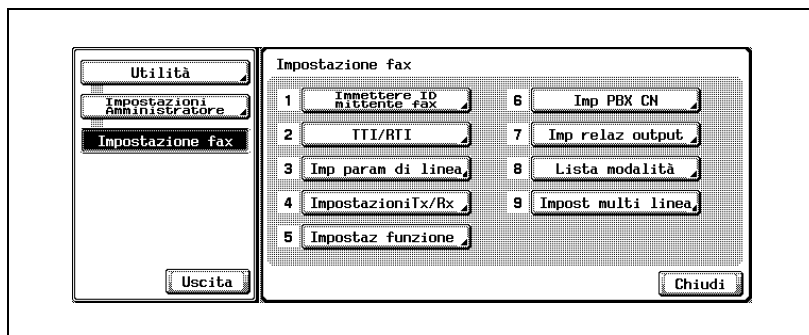 Utilità
Impostazioni
Amministratore
Impostazione fax
Uscita
Impostazione fax
1 Immettere ID
mittente fax
2 TTI/RTI
3 Imp param di linea
4 ImpostazioniTx/Rx
5 Impostaz funzione
6 Imp PBX CN
7 Imp relaz output
8 Lista modalità
9 Impost multi linea
Chiudi